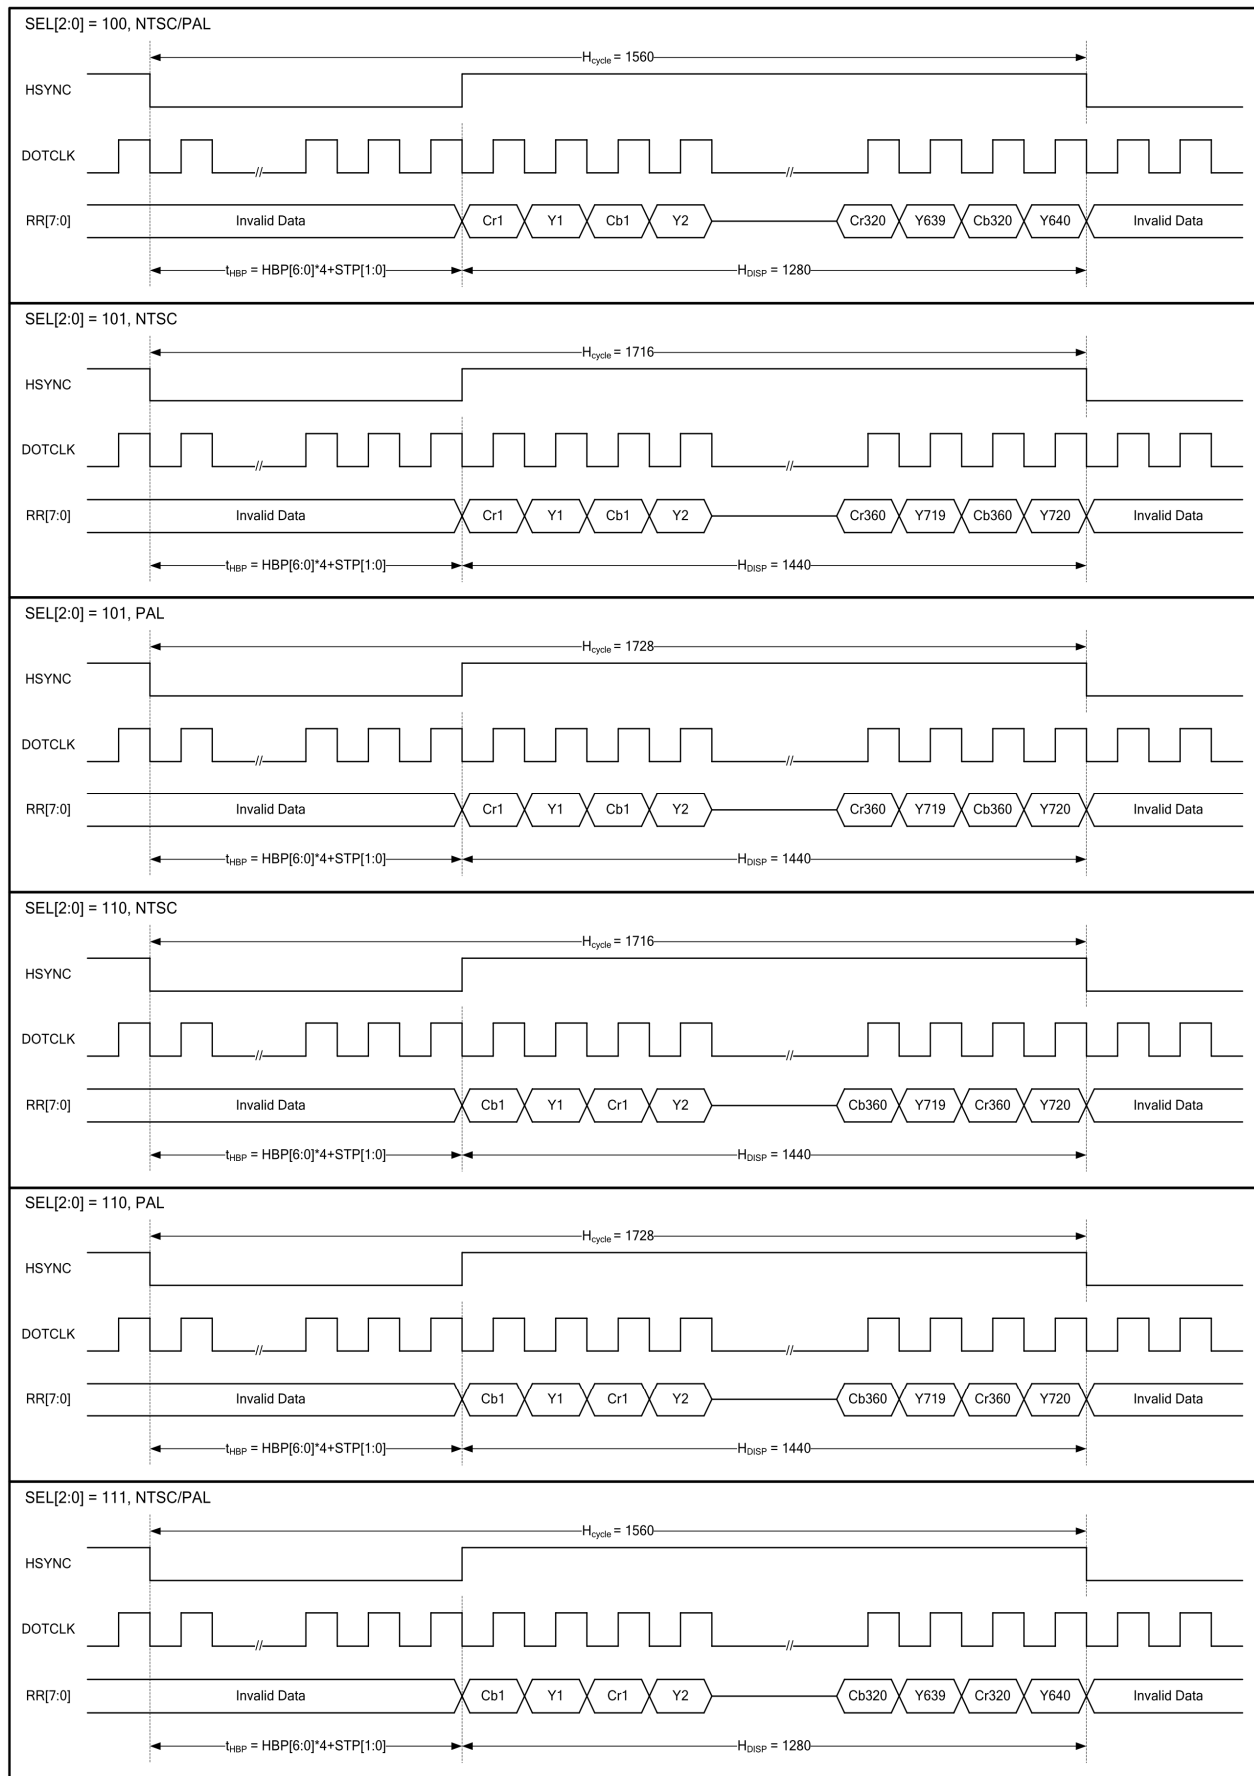 SEL[2:0] = 100, NTSC/PAL
Hcycle = 1560
HSYNC
DOTCLK
// //
RR[7:0] Invalid Data Cr1 Y1 Cb1 Y2 Cr320 Y639 Cb320 Y640 Invalid Data
tHBP = HBP[6:0]*4+STP[1:0] HDISP = 1280
SEL[2:0] = 101, NTSC
Hcycle = 1716
HSYNC
DOTCLK
// //
RR[7:0] Invalid Data Cr1 Y1 Cb1 Y2 Cr360 Y719 Cb360 Y720 Invalid Data
tHBP = HBP[6:0]*4+STP[1:0] HDISP = 1440
SEL[2:0] = 101, PAL
Hcycle = 1728
HSYNC
DOTCLK
// //
RR[7:0] Invalid Data Cr1 Y1 Cb1 Y2 Cr360 Y719 Cb360 Y720 Invalid Data
tHBP = HBP[6:0]*4+STP[1:0] HDISP = 1440
SEL[2:0] = 110, NTSC
Hcycle = 1716
HSYNC
DOTCLK
// //
RR[7:0] Invalid Data Cb1 Y1 Cr1 Y2 Cb360 Y719 Cr360 Y720 Invalid Data
tHBP = HBP[6:0]*4+STP[1:0] HDISP = 1440
SEL[2:0] = 110, PAL
Hcycle = 1728
HSYNC
DOTCLK
// //
RR[7:0] Invalid Data Cb1 Y1 Cr1 Y2 Cb360 Y719 Cr360 Y720 Invalid Data
tHBP = HBP[6:0]*4+STP[1:0] HDISP = 1440
SEL[2:0] = 111, NTSC/PAL
Hcycle = 1560
HSYNC
DOTCLK
// //
RR[7:0] Invalid Data Cb1 Y1 Cr1 Y2 Cb320 Y639 Cr320 Y640 Invalid Data
tHBP = HBP[6:0]*4+STP[1:0] HDISP = 1280